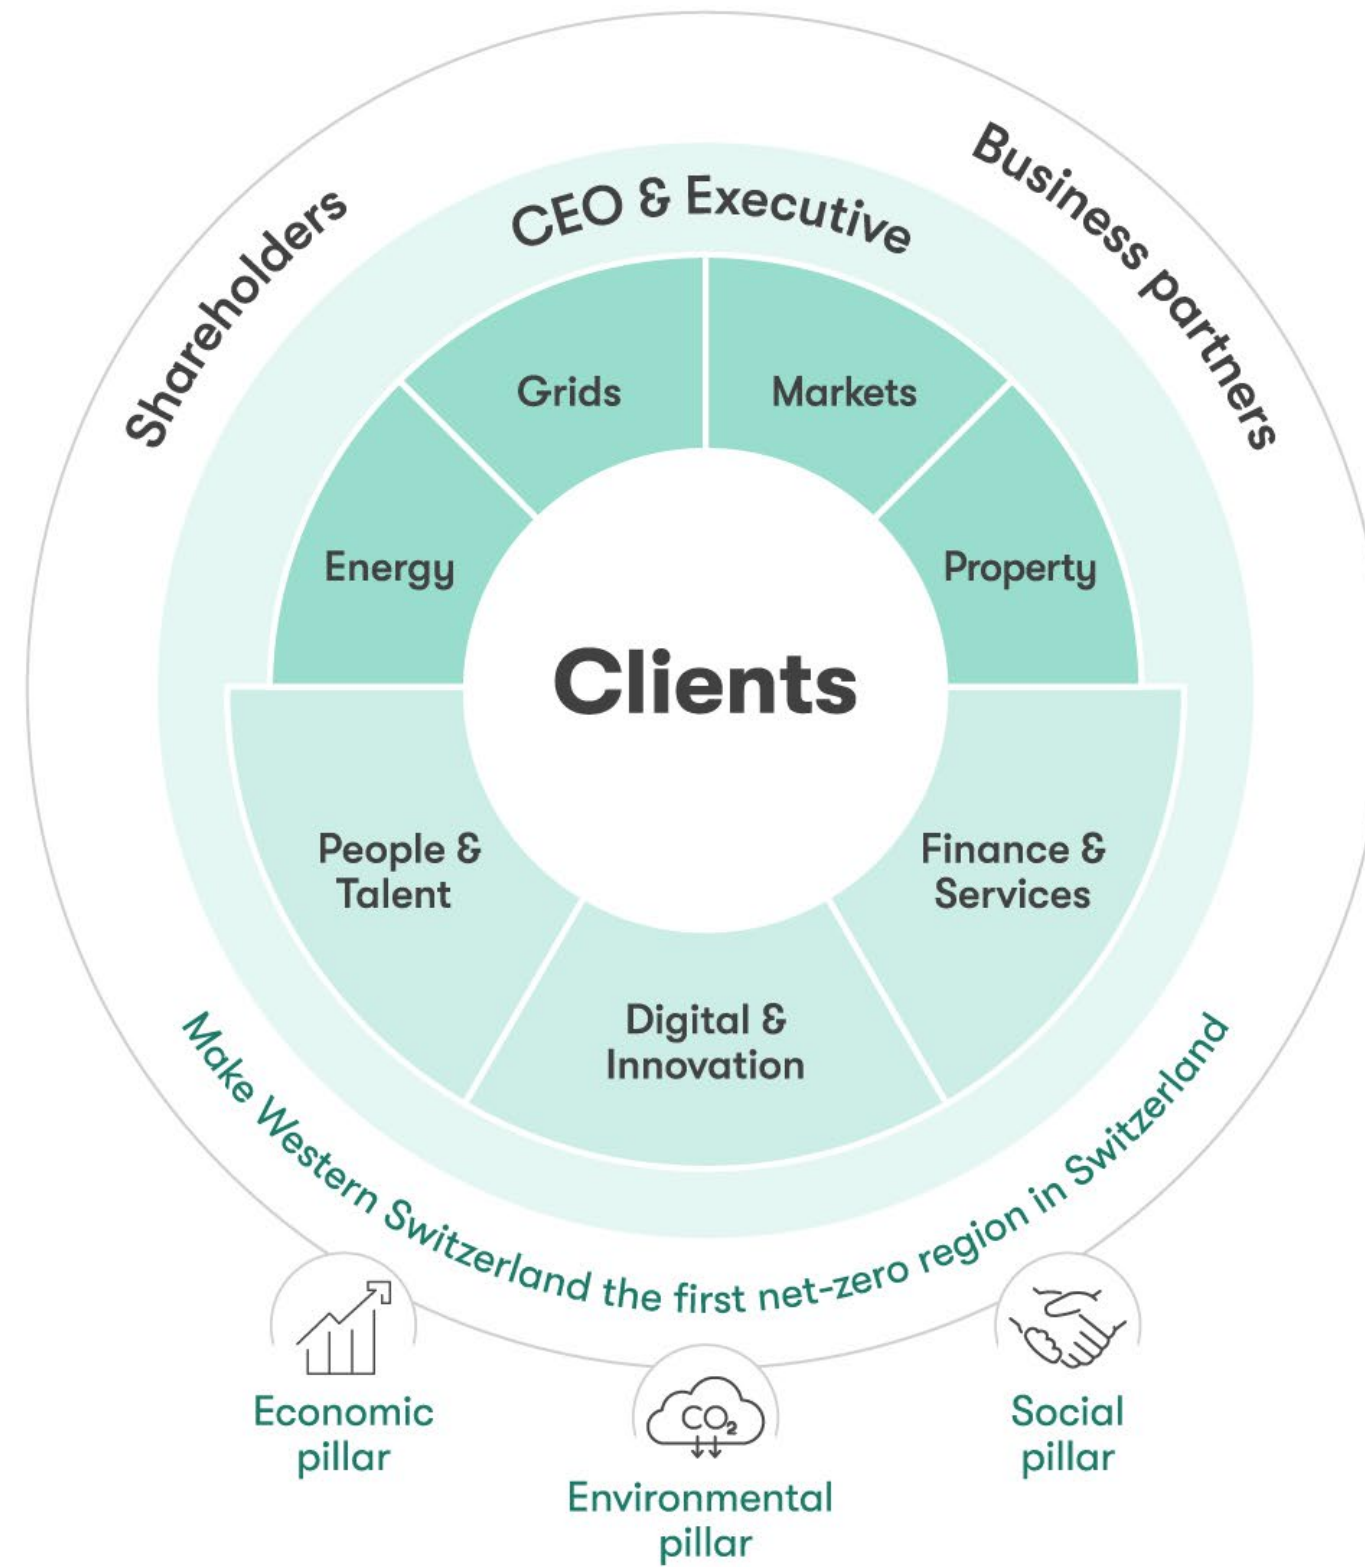 Shareholders
Business partners
CEO & Executive
Grids
Markets
Energy
Property
Clients
People &
Talent
Finance &
Services
Digital &
Innovation
Make Western Switzerland the first net-zero region in Switzerland
Economic
pillar
CO₂
Environmental
pillar
Social
pillar